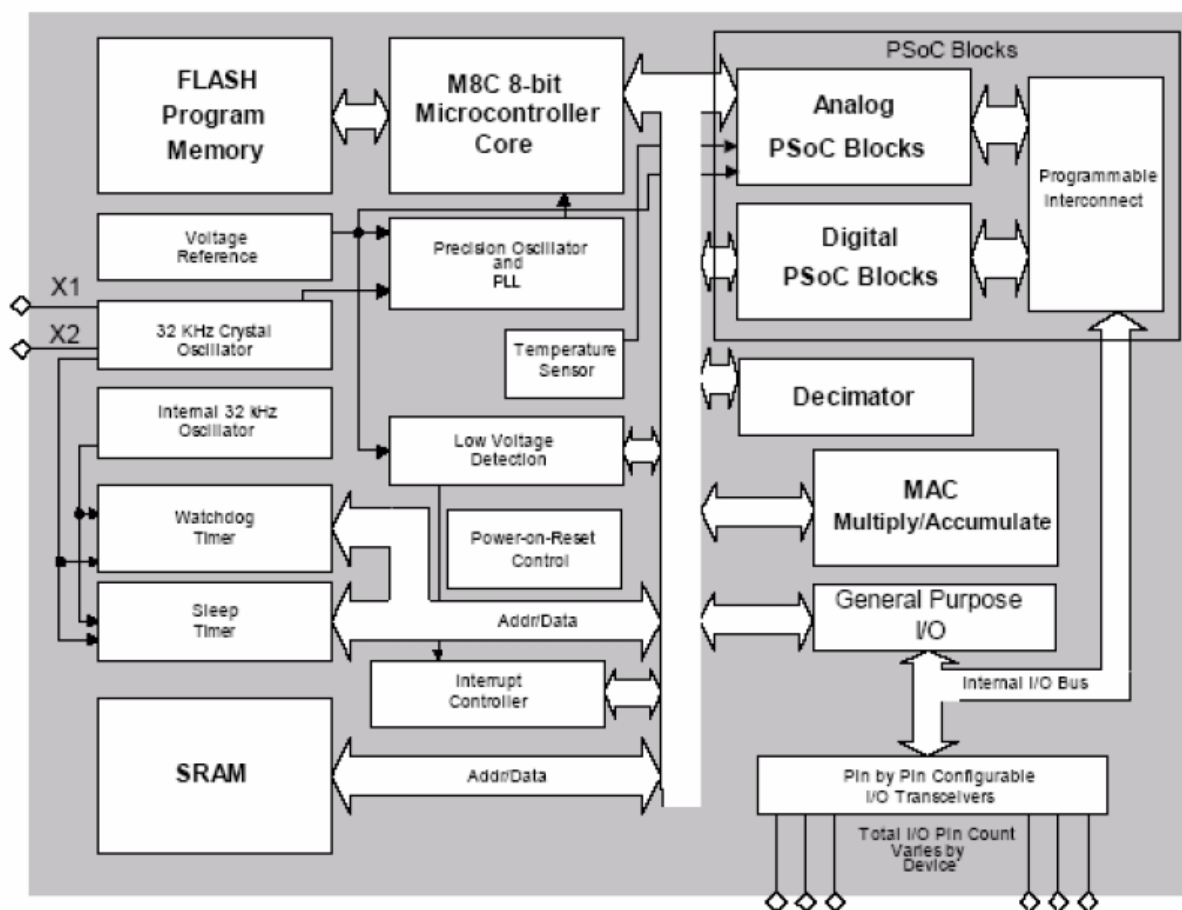 PSoC Blocks
FLASH
Program
Memory
M8C 8-bit
Microcontroller
Core
Analog
PSoC Blocks
Programmable
Interconnect
Voltage
Reference
Precision Oscillator
and
PLL
Digital
PSoC Blocks
X1
X2
32 KHz Crystal
Oscillator
Temperature
Sensor
Decimator
Internal 32 kHz
Oscillator
Low Voltage
Detection
MAC
Multiply/Accumulate
Watchdog
Timer
Power-on-Reset
Control
Sleep
Timer
Addr/Data
General Purpose
I/O
Internal I/O Bus
Interrupt
Controller
SRAM
Addr/Data
Pin by Pin Configurable
I/O Transceivers
Total I/O Pin Count
Varies by
Device